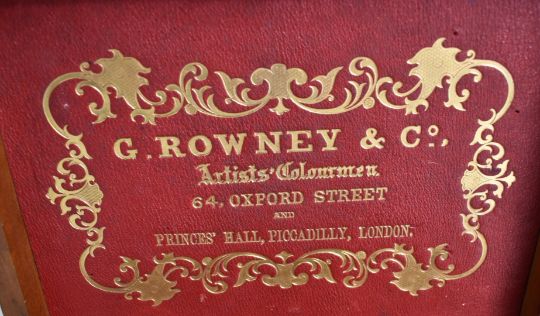 G. ROWNEY & Cº.,
Artists' Colourmen
64, OXFORD STREET
AND
PRINCES' HALL, PICCADILLY, LONDON.